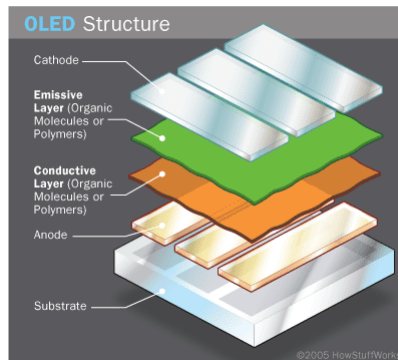 OLED Structure
Cathode
Emissive
Layer (Organic
Molecules or
Polymers)
Conductive
Layer (Organic
Molecules or
Polymers)
Anode
Substrate
©2005 HowStuffWorks